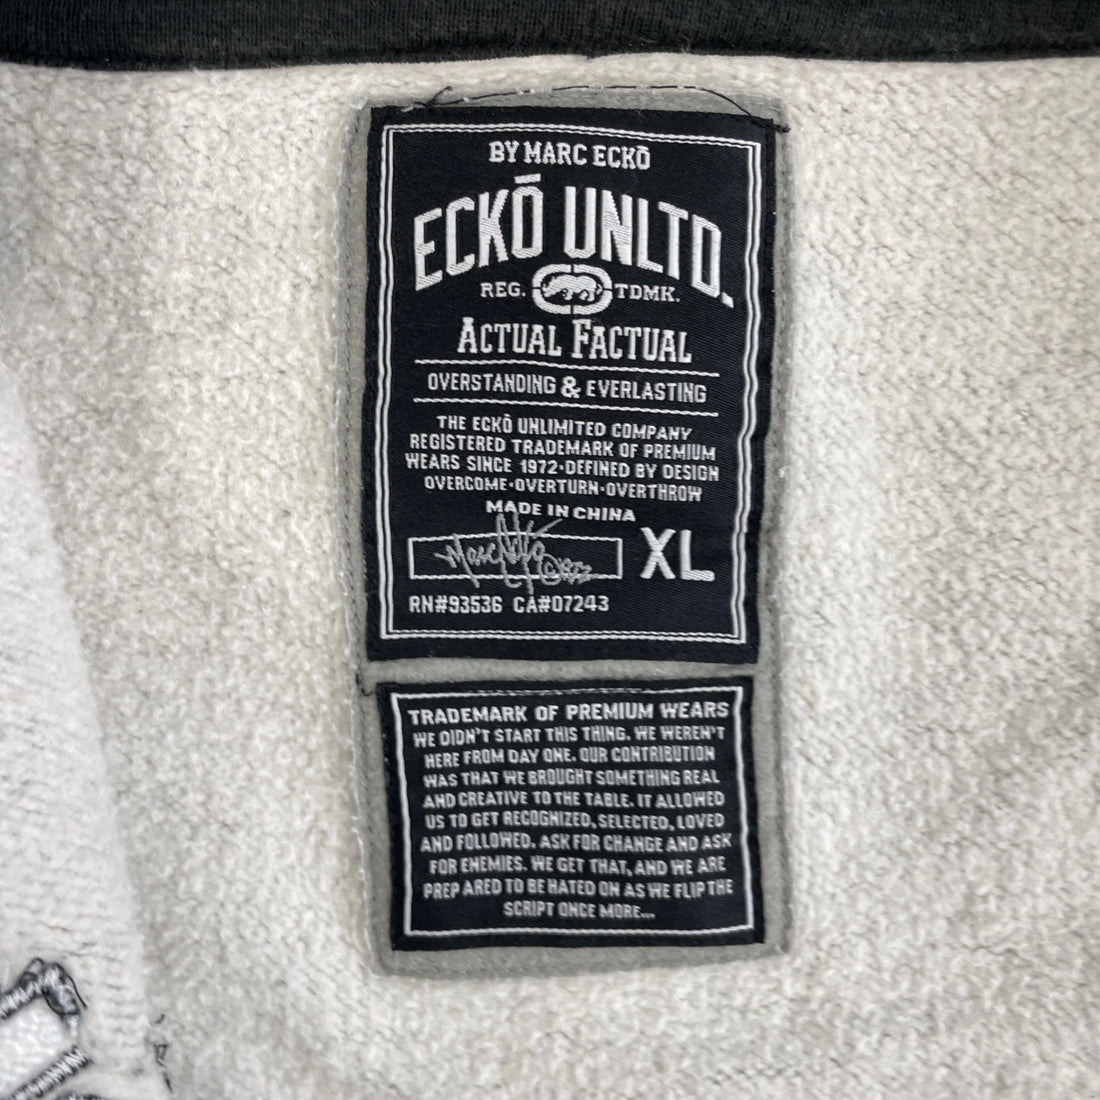 BY MARC ECKŌ
ECKŌ UNLTD.
REG. TDMK.
ACTUAL FACTUAL
OVERSTANDING & EVERLASTING
THE ECKŌ UNLIMITED COMPANY
REGISTERED TRADEMARK OF PREMIUM
WEARS SINCE 1972·DEFINED BY DESIGN
OVERCOME·OVERTURN·OVERTHROW
MADE IN CHINA
Marc Ecko ©1972
XL
RN#93536 CA#07243
TRADEMARK OF PREMIUM WEARS
WE DIDN'T START THIS THING. WE WEREN'T
HERE FROM DAY ONE. OUR CONTRIBUTION
WAS THAT WE BROUGHT SOMETHING REAL
AND CREATIVE TO THE TABLE. IT ALLOWED
US TO GET RECOGNIZED, SELECTED, LOVED
AND FOLLOWED. ASK FOR CHANGE AND ASK
FOR ENEMIES. WE GET THAT, AND WE ARE
PREP ARED TO BE HATED ON AS WE FLIP THE
SCRIPT ONCE MORE...